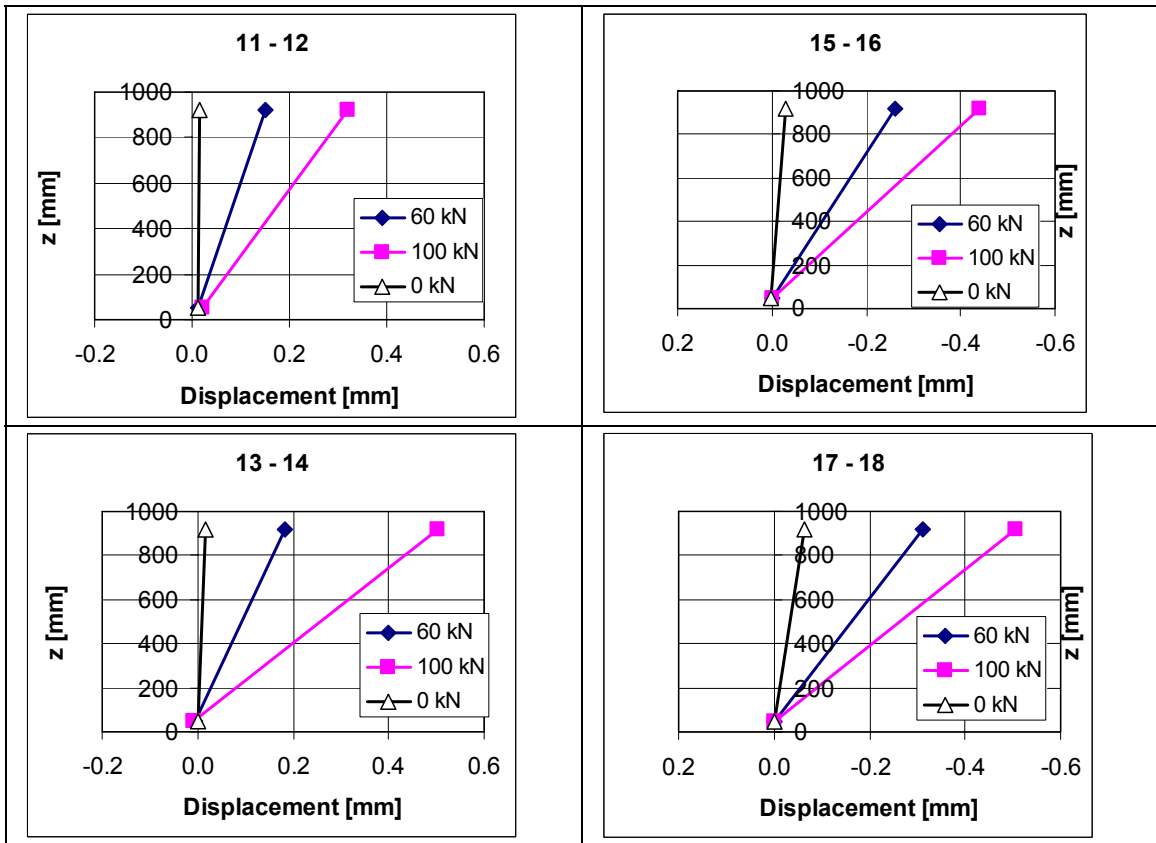 11 - 12
1000
800
600
400
200
0
z [mm]
-0.2 0.0 0.2 0.4 0.6
Displacement [mm]
60 kN
100 kN
0 kN
15 - 16
1000
800
600
400
200
0
z [mm]
0.2 0.0 -0.2 -0.4 -0.6
Displacement [mm]
60 kN
100 kN
0 kN
13 - 14
1000
800
600
400
200
0
z [mm]
-0.2 0.0 0.2 0.4 0.6
Displacement [mm]
60 kN
100 kN
0 kN
17 - 18
1000
800
600
400
200
0
z [mm]
0.2 0.0 -0.2 -0.4 -0.6
Displacement [mm]
60 kN
100 kN
0 kN